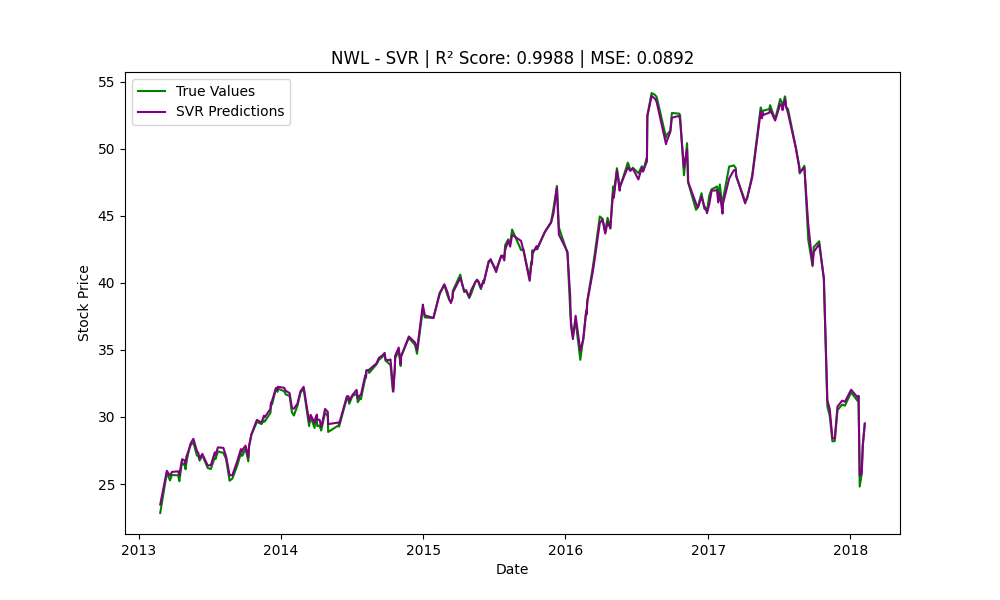 NWL - SVR | R² Score: 0.9988 | MSE: 0.0892
True Values
SVR Predictions
Stock Price
55
50
45
40
35
30
25
2013 2014 2015 2016 2017 2018
Date